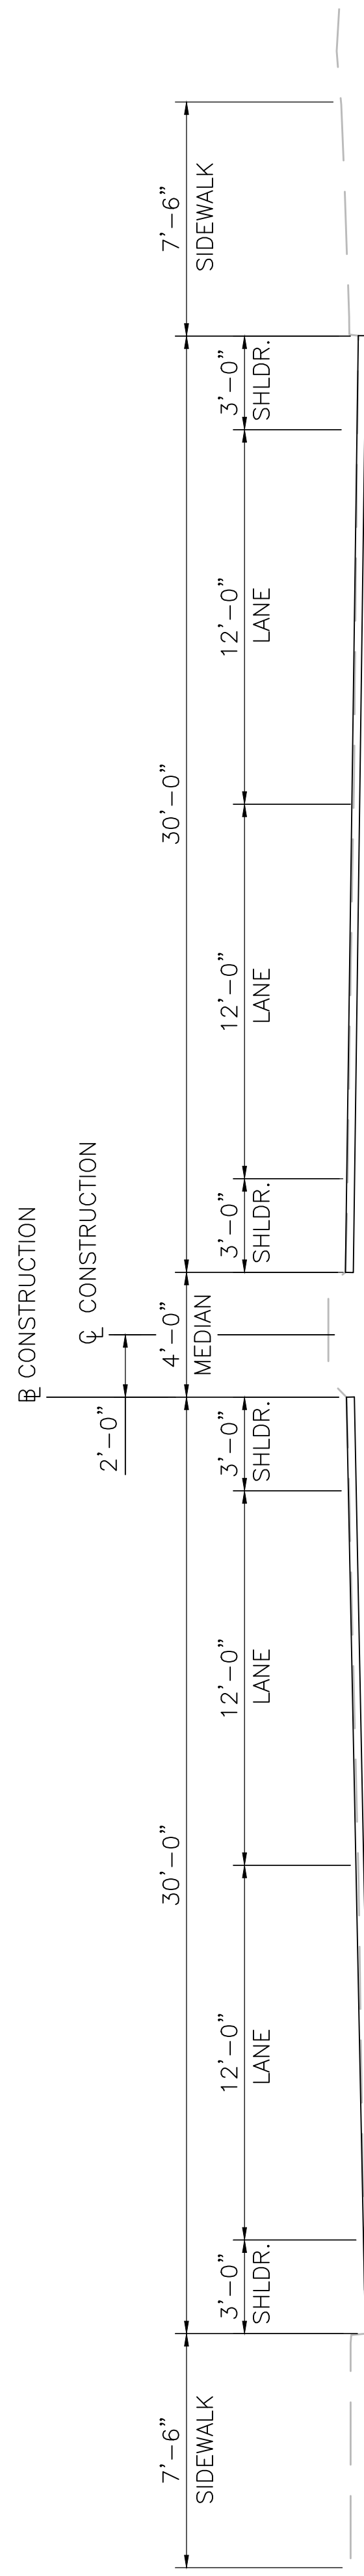 BL CONSTRUCTION
℄ CONSTRUCTION
2'-0"
7'-6" 30'-0" 4'-0" 30'-0" 7'-6"
SIDEWALK MEDIAN SIDEWALK
3'-0" 12'-0" 12'-0" 3'-0" 3'-0" 12'-0" 12'-0" 3'-0"
SHLDR. LANE LANE SHLDR. SHLDR. LANE LANE SHLDR.